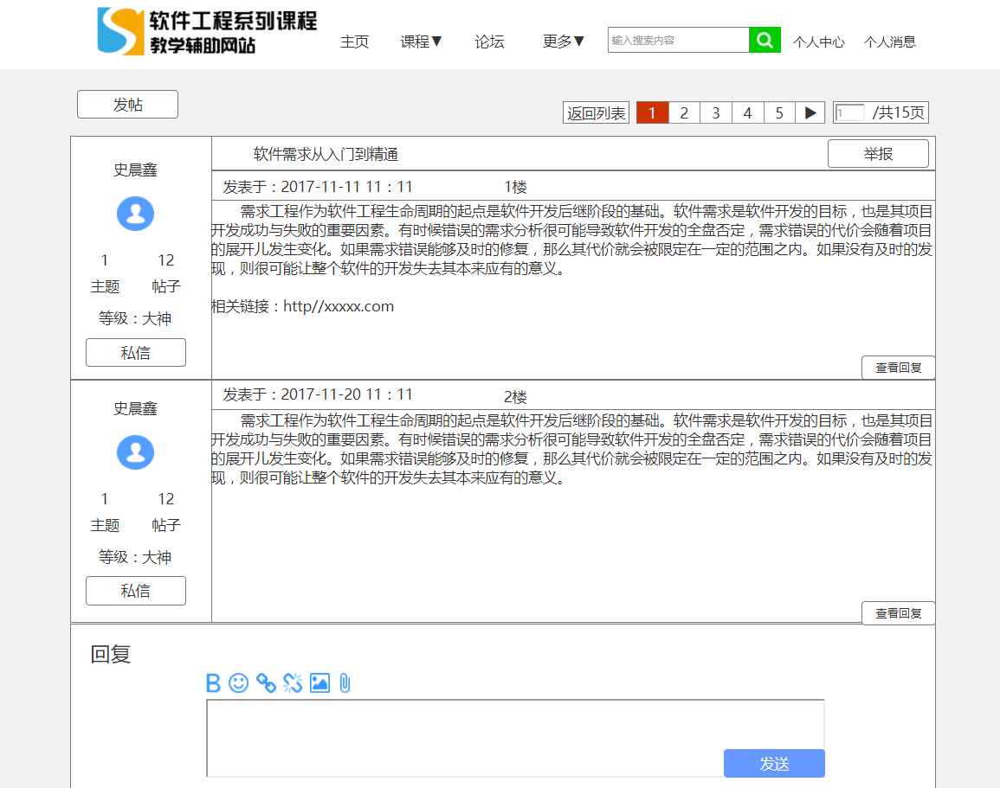 软件工程系列课程
教学辅助网站
主页 课程▼ 论坛 更多▼ 输入搜索内容 个人中心 个人消息
发帖
返回列表 1 2 3 4 5 ▶ 1 /共15页
史晨鑫
1 12
主题 帖子
等级：大神
私信
软件需求从入门到精通 举报
发表于：2017-11-11 11：11 1楼
需求工程作为软件工程生命周期的起点是软件开发后继阶段的基础。软件需求是软件开发的目标，也是其项目
开发成功与失败的重要因素。有时候错误的需求分析很可能导致软件开发的全盘否定，需求错误的代价会随着项目
的展开儿发生变化。如果需求错误能够及时的修复，那么其代价就会被限定在一定的范围之内。如果没有及时的发
现，则很可能让整个软件的开发失去其本来应有的意义。
相关链接：http//xxxxx.com
查看回复
史晨鑫
1 12
主题 帖子
等级：大神
私信
发表于：2017-11-20 11：11 2楼
需求工程作为软件工程生命周期的起点是软件开发后继阶段的基础。软件需求是软件开发的目标，也是其项目
开发成功与失败的重要因素。有时候错误的需求分析很可能导致软件开发的全盘否定，需求错误的代价会随着项目
的展开儿发生变化。如果需求错误能够及时的修复，那么其代价就会被限定在一定的范围之内。如果没有及时的发
现，则很可能让整个软件的开发失去其本来应有的意义。
查看回复
回复
B
发送